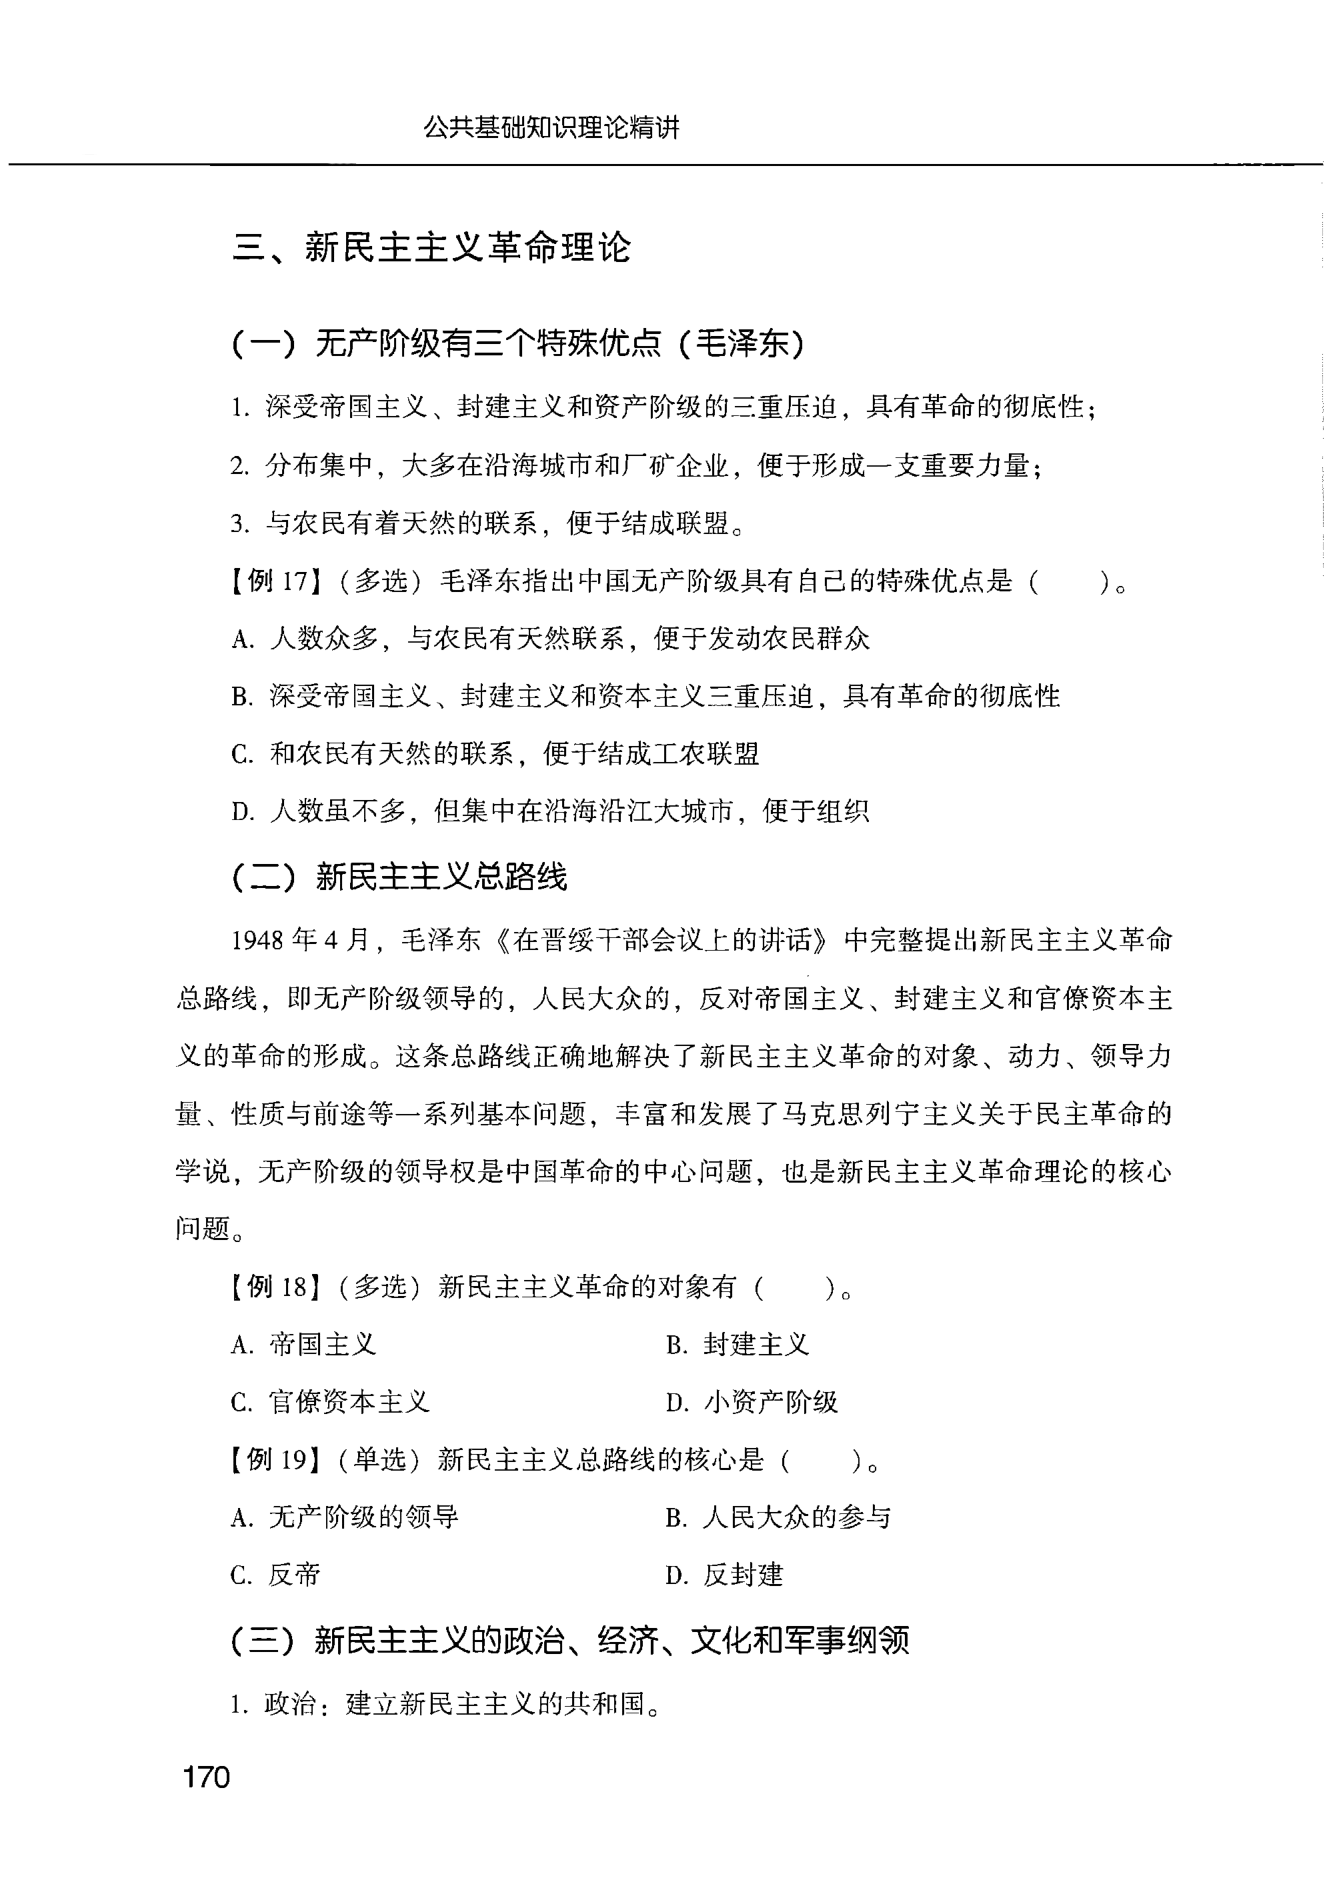 公共基础知识理论精讲
三、新民主主义革命理论
（一）无产阶级有三个特殊优点（毛泽东）
1. 深受帝国主义、封建主义和资产阶级的三重压迫，具有革命的彻底性；
2. 分布集中，大多在沿海城市和厂矿企业，便于形成一支重要力量；
3. 与农民有着天然的联系，便于结成联盟。
【例 17】（多选）毛泽东指出中国无产阶级具有自己的特殊优点是（　　）。
A. 人数众多，与农民有天然联系，便于发动农民群众
B. 深受帝国主义、封建主义和资本主义三重压迫，具有革命的彻底性
C. 和农民有天然的联系，便于结成工农联盟
D. 人数虽不多，但集中在沿海沿江大城市，便于组织
（二）新民主主义总路线
1948 年 4 月，毛泽东《在晋绥干部会议上的讲话》中完整提出新民主主义革命
总路线，即无产阶级领导的，人民大众的，反对帝国主义、封建主义和官僚资本主
义的革命的形成。这条总路线正确地解决了新民主主义革命的对象、动力、领导力
量、性质与前途等一系列基本问题，丰富和发展了马克思列宁主义关于民主革命的
学说，无产阶级的领导权是中国革命的中心问题，也是新民主主义革命理论的核心
问题。
【例 18】（多选）新民主主义革命的对象有（　　）。
A. 帝国主义　　B. 封建主义
C. 官僚资本主义　　D. 小资产阶级
【例 19】（单选）新民主主义总路线的核心是（　　）。
A. 无产阶级的领导　　B. 人民大众的参与
C. 反帝　　D. 反封建
（三）新民主主义的政治、经济、文化和军事纲领
1. 政治：建立新民主主义的共和国。
170